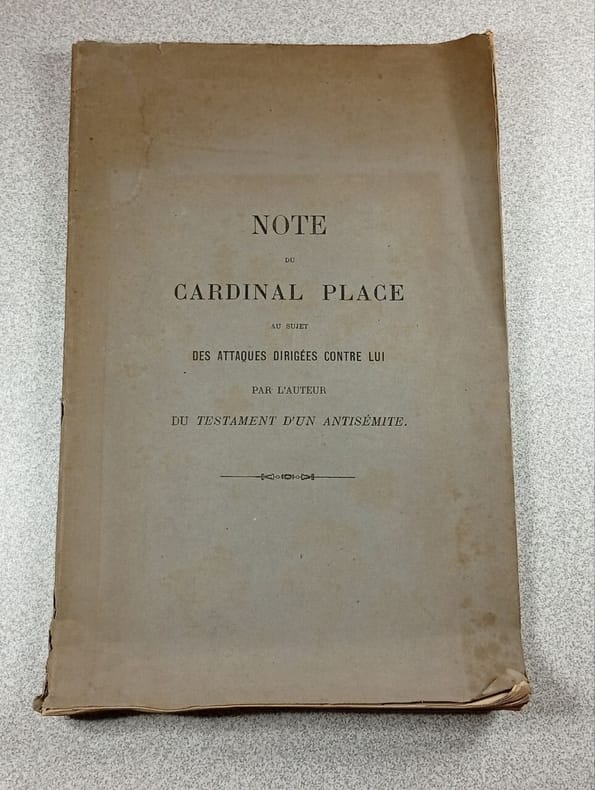 NOTE
DU
CARDINAL PLACE
AU SUJET
DES ATTAQUES DIRIGÉES CONTRE LUI
PAR L'AUTEUR
DU TESTAMENT D'UN ANTISÉMITE.